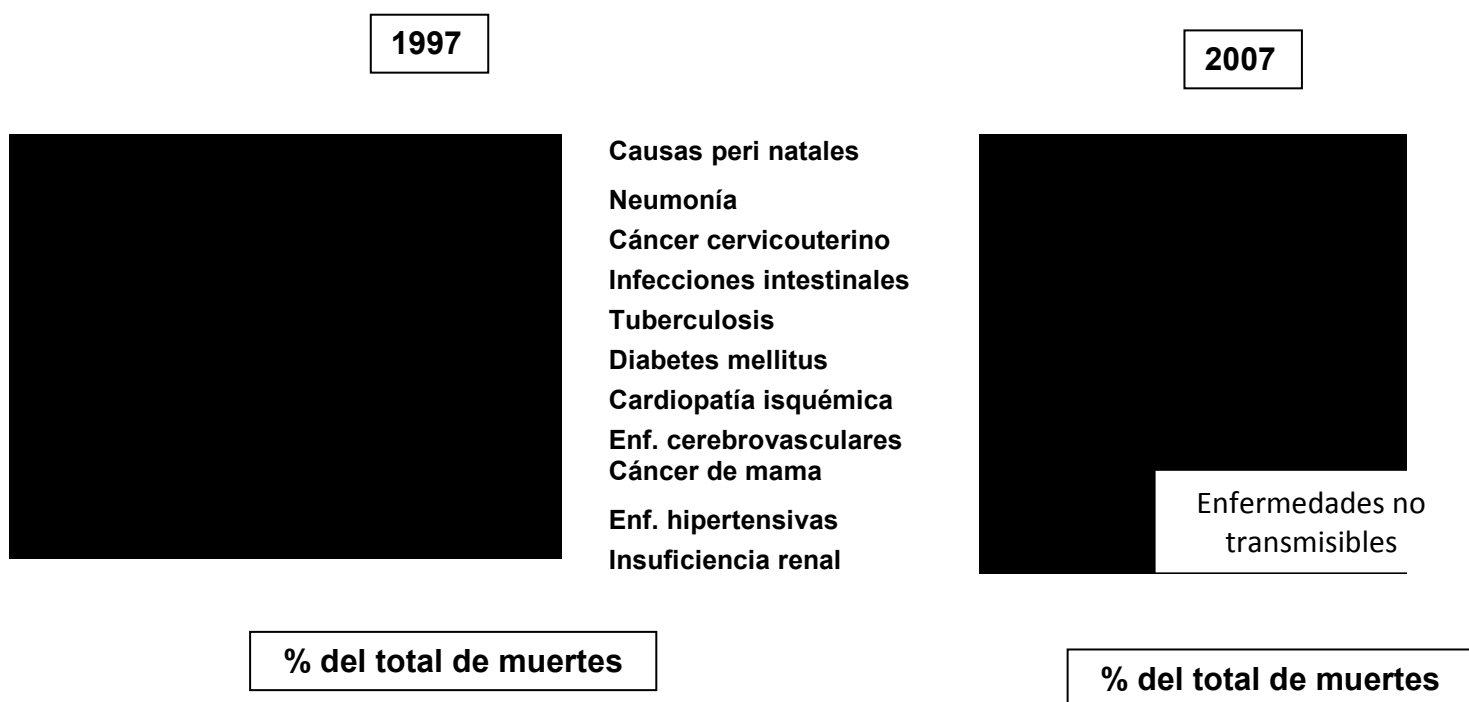 1997
2007
Causas peri natales
Neumonía
Cáncer cervicouterino
Infecciones intestinales
Tuberculosis
Diabetes mellitus
Cardiopatía isquémica
Enf. cerebrovasculares
Cáncer de mama
Enf. hipertensivas
Insuficiencia renal
Enfermedades no
transmisibles
% del total de muertes
% del total de muertes